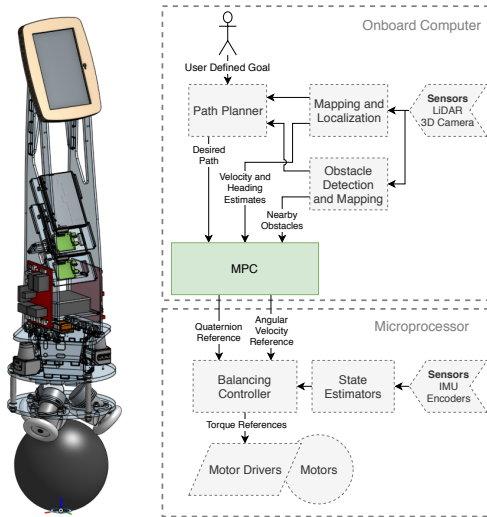 Onboard Computer
User Defined Goal
Path Planner
Mapping and
Localization
Sensors
LiDAR
3D Camera
Desired
Path
Velocity and
Heading
Estimates
Obstacle
Detection
and Mapping
Nearby
Obstacles
MPC
Quaternion
Reference
Angular
Velocity
Reference
Microprocessor
Balancing
Controller
State
Estimators
Sensors
IMU
Encoders
Torque References
Motor Drivers
Motors